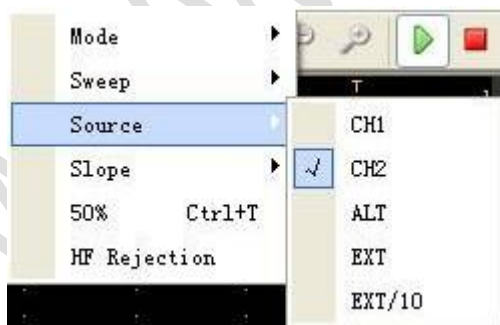 Mode
Sweep
T
Source
CH1
Slope
CH2
50% Ctrl+T
ALT
HF Rejection
EXT
EXT/10